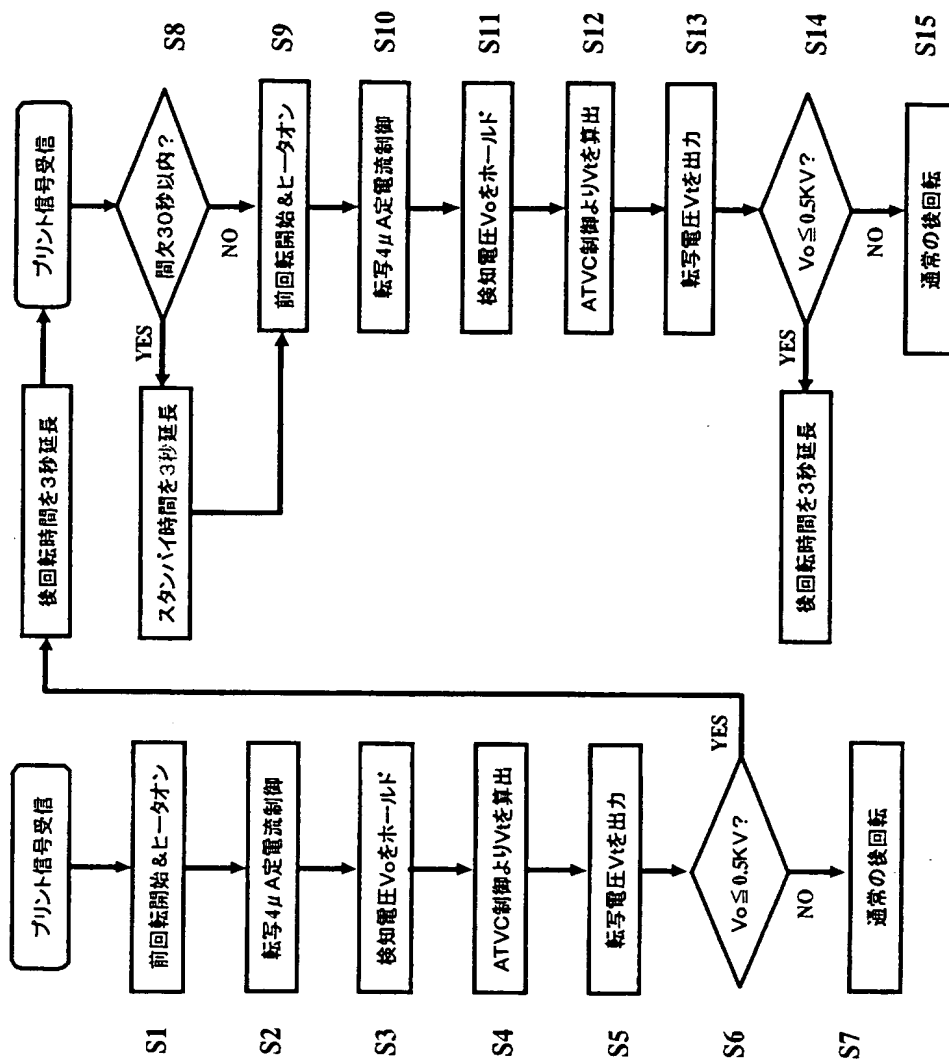 プリント信号受信
S1
前回転開始&ヒータオン
S2
転写4μA定電流制御
S3
検知電圧Voをホールド
S4
ATVC制御よりVtを算出
S5
転写電圧Vtを出力
S6
Vo≦0.5KV?
YES
NO
S7
通常の後回転
後回転時間を3秒延長
プリント信号受信
S8
間欠30秒以内?
YES
NO
スタンバイ時間を3秒延長
S9
前回転開始&ヒータオン
S10
転写4μA定電流制御
S11
検知電圧Voをホールド
S12
ATVC制御よりVtを算出
S13
転写電圧Vtを出力
S14
Vo≦0.5KV?
YES
NO
後回転時間を3秒延長
S15
通常の後回転